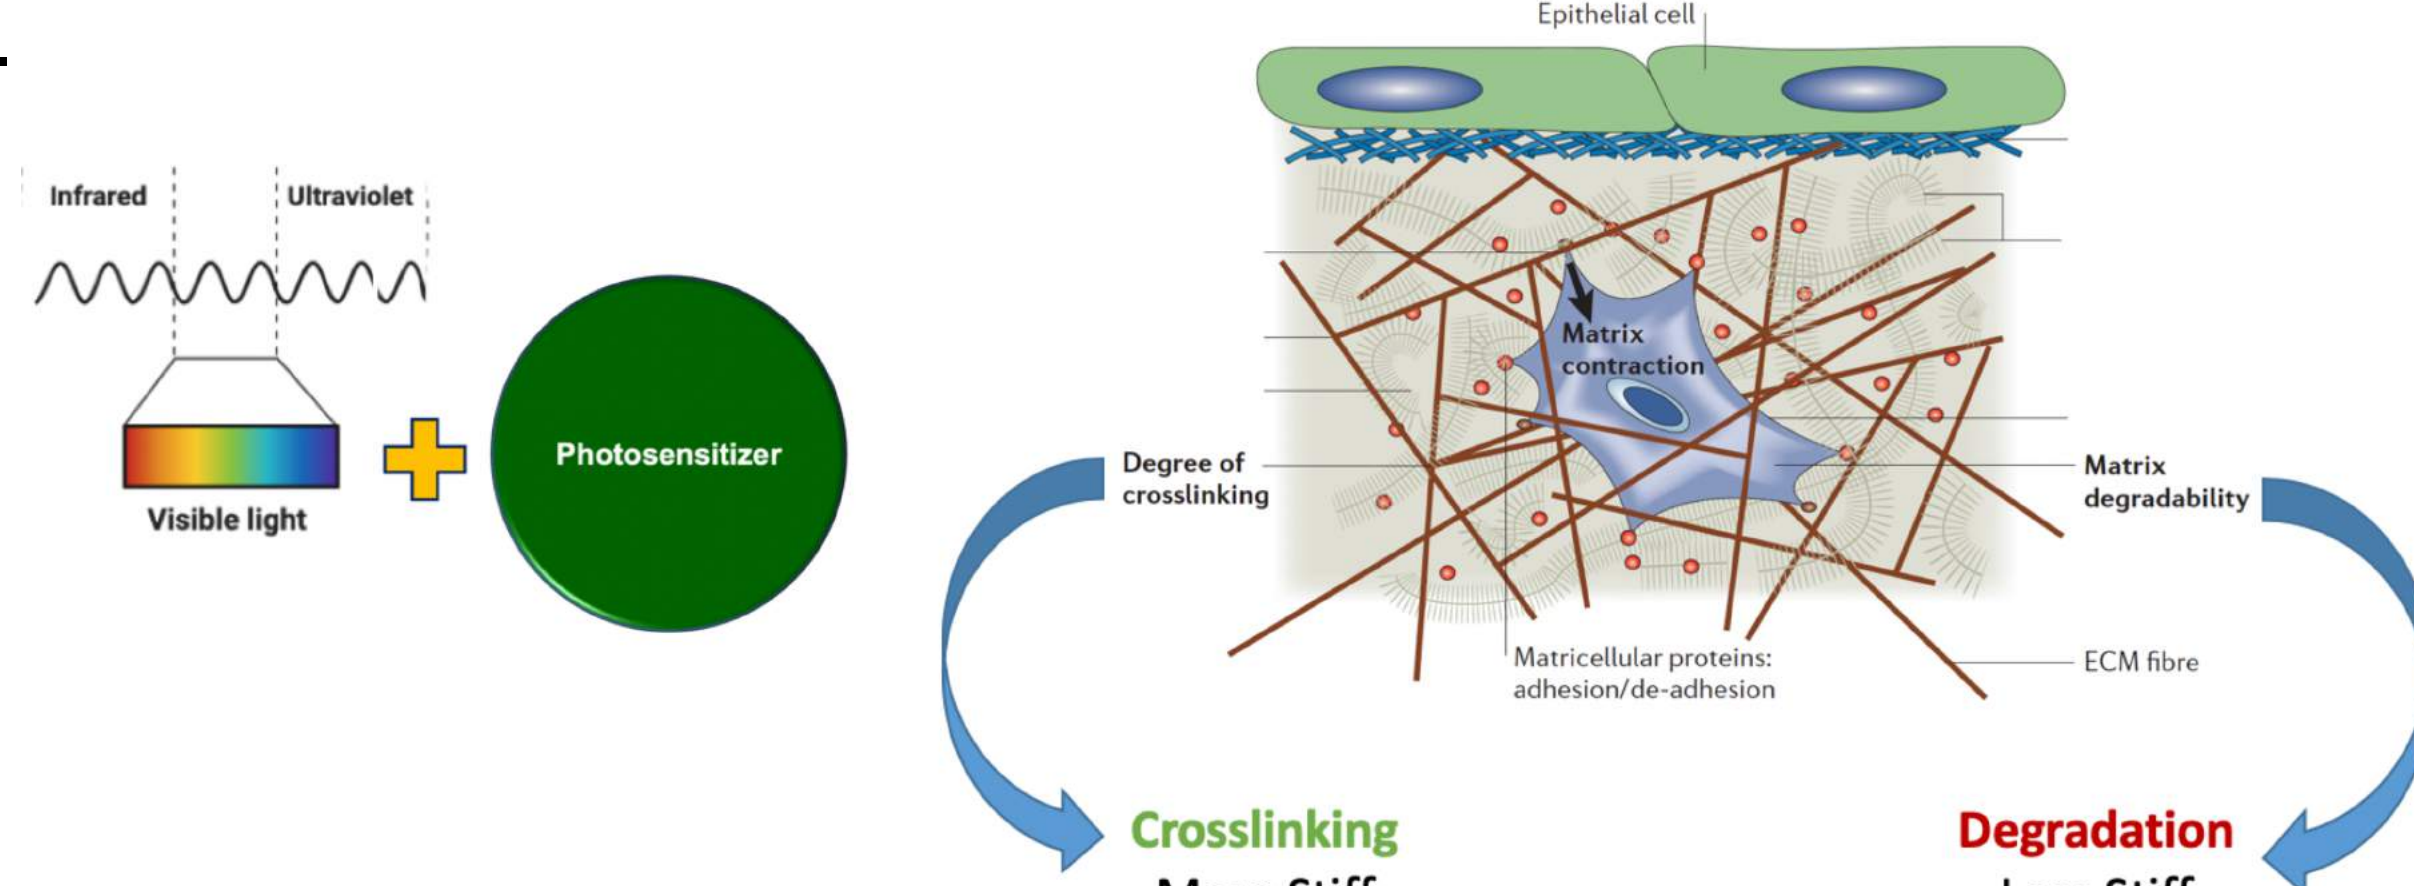 Epithelial cell
Infrared
Ultraviolet
Visible light
Photosensitizer
Matrix
contraction
Degree of
crosslinking
Matrix
degradability
Matricellular proteins:
adhesion/de-adhesion
ECM fibre
Crosslinking
Degradation